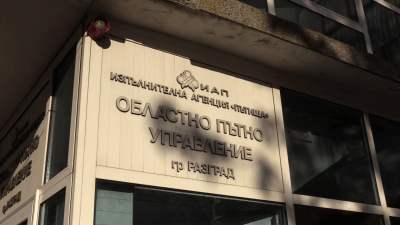 ИАП
ИЗПЪЛНИТЕЛНА АГЕНЦИЯ "ПЪТИЩА"
ОБЛАСТНО ПЪТНО
УПРАВЛЕНИЕ
гр РАЗГРАД